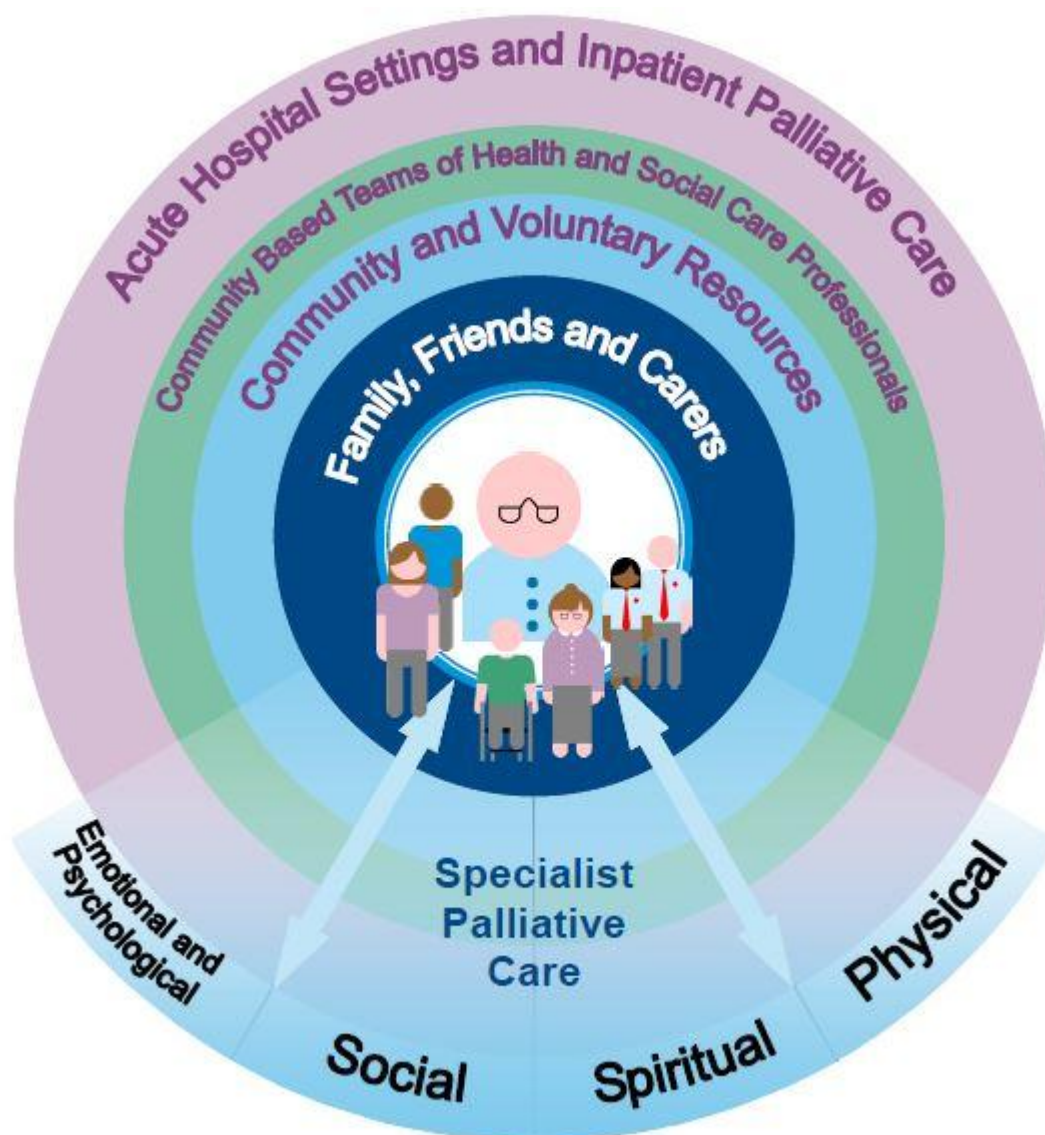 Acute Hospital Settings and Inpatient Palliative Care
Community Based Teams of Health and Social Care Professionals
Community and Voluntary Resources
Family, Friends and Carers
Specialist
Palliative
Care
Emotional and
Psychological
Social
Spiritual
Physical